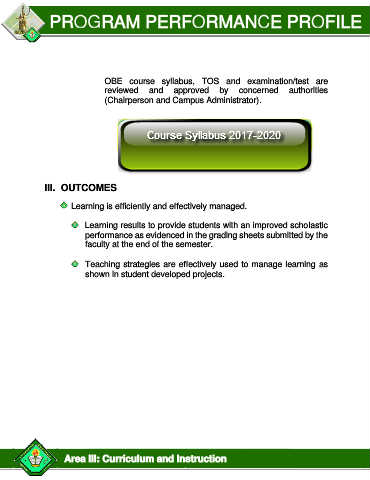 PROGRAM PERFORMANCE PROFILE
OBE course syllabus, TOS and examination/test are
reviewed and approved by concerned authorities
(Chairperson and Campus Administrator).
Course Syllabus 2017-2020
III. OUTCOMES
Learning is efficiently and effectively managed.
Learning results to provide students with an improved scholastic
performance as evidenced in the grading sheets submitted by the
faculty at the end of the semester.
Teaching strategies are effectively used to manage learning as
shown in student developed projects.
Area III: Curriculum and Instruction